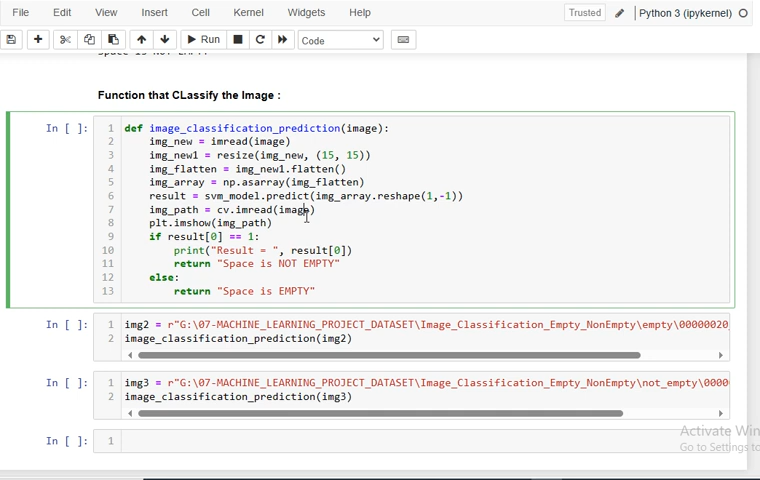 File Edit View Insert Cell Kernel Widgets Help Trusted Python 3 (ipykernel)
Run Code
Space is NOT EMPTY
Function that CLassify the Image :
In [ ]: 1 def image_classification_prediction(image):
2 img_new = imread(image)
3 img_new1 = resize(img_new, (15, 15))
4 img_flatten = img_new1.flatten()
5 img_array = np.asarray(img_flatten)
6 result = svm_model.predict(img_array.reshape(1,-1))
7 img_path = cv.imread(image)
8 plt.imshow(img_path)
9 if result[0] == 1:
10 print("Result = ", result[0])
11 return "Space is NOT EMPTY"
12 else:
13 return "Space is EMPTY"
In [ ]: 1 img2 = r"G:\07-MACHINE_LEARNING_PROJECT_DATASET\Image_Classification_Empty_NonEmpty\empty\00000020_
2 image_classification_prediction(img2)
In [ ]: 1 img3 = r"G:\07-MACHINE_LEARNING_PROJECT_DATASET\Image_Classification_Empty_NonEmpty\not_empty\0000
2 image_classification_prediction(img3)
In [ ]: 1
Activate Win
Go to Settings to